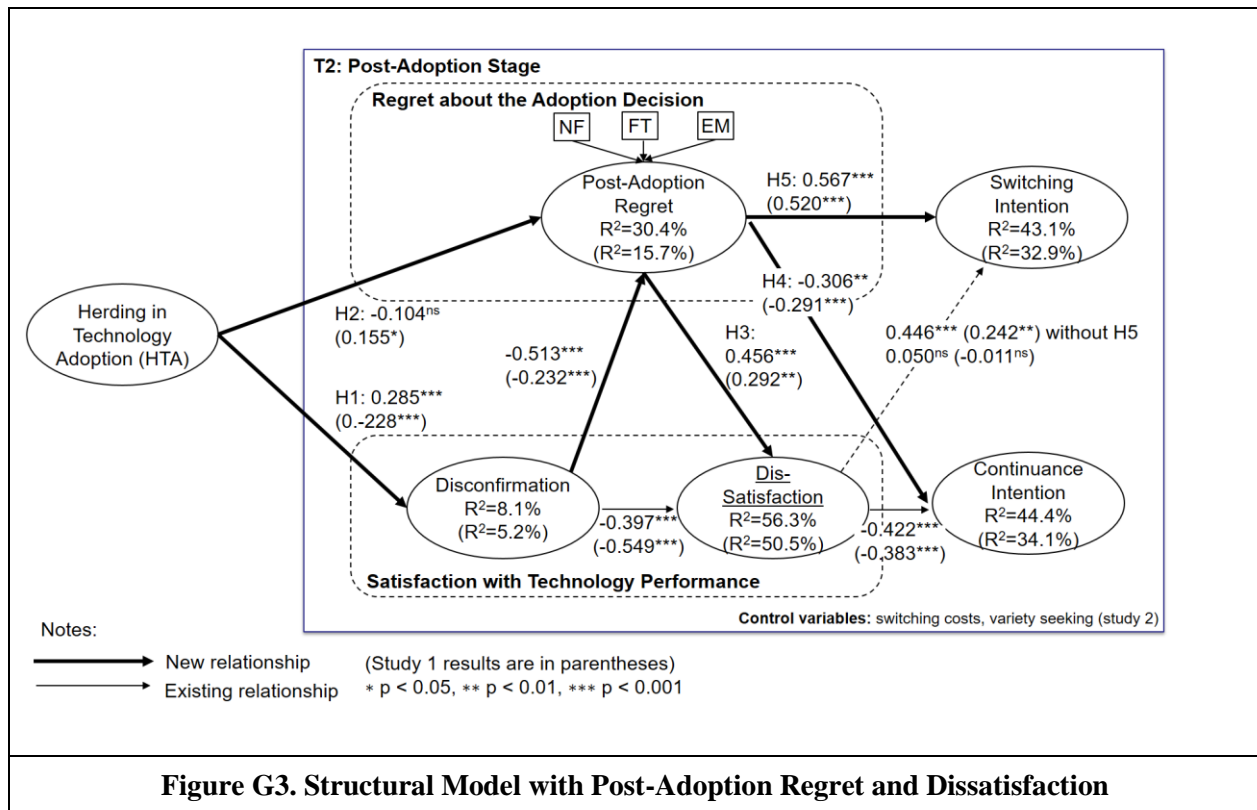 T2: Post-Adoption Stage
Regret about the Adoption Decision
NF
FT
EM
Post-Adoption
Regret
R²=30.4%
(R²=15.7%)
H5: 0.567***
(0.520***)
Switching
Intention
R²=43.1%
(R²=32.9%)
H4: -0.306**
(-0.291***)
Herding in
Technology
Adoption (HTA)
H2: -0.104ns
(0.155*)
-0.513***
(-0.232***)
H3:
0.456***
(0.292**)
0.446*** (0.242**) without H5
0.050ns (-0.011ns)
H1: 0.285***
(0.-228***)
Disconfirmation
R²=8.1%
(R²=5.2%)
-0.397***
(-0.549***)
Dis-
Satisfaction
R²=56.3%
(R²=50.5%)
-0.422***
(-0.383***)
Continuance
Intention
R²=44.4%
(R²=34.1%)
Satisfaction with Technology Performance
Control variables: switching costs, variety seeking (study 2)
Notes:
New relationship
(Study 1 results are in parentheses)
Existing relationship
* p < 0.05, ** p < 0.01, *** p < 0.001
Figure G3. Structural Model with Post-Adoption Regret and Dissatisfaction